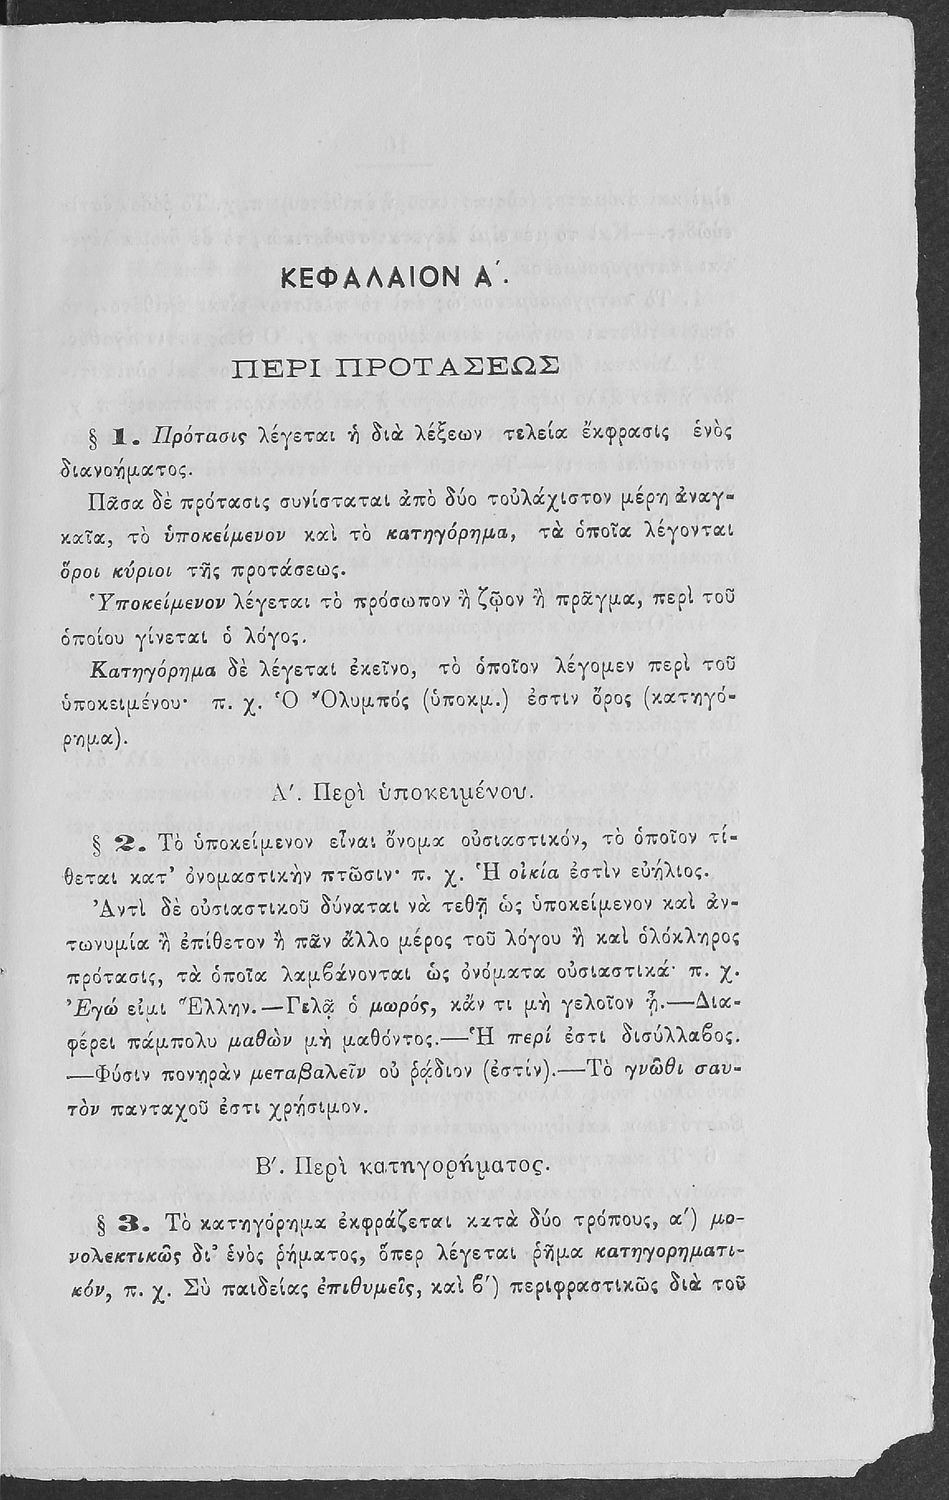 ΚΕΦΑΛΑΙΟΝ Α΄.
ΠΕΡΙ ΠΡΟΤΑΣΕΩΣ
§ 1. Πρότασις λέγεται ἡ διὰ λέξεων τελεία ἔκφρασίς ἑνὸς
διανοήματος.
Πᾶσα δὲ πρότασις συνίσταται ἀπὸ δύο τοὐλάχιστον μέρη ἀναγ-
καῖα, τὸ ὑποκείμενον καὶ τὸ κατηγόρημα, τὰ ὁποῖα λέγονται
ὅροι κύριοι τῆς προτάσεως.
Ὑποκείμενον λέγεται τὸ πρόσωπον ἢ ζῷον ἢ πρᾶγμα, περὶ τοῦ
ὁποίου γίνεται ὁ λόγος.
Κατηγόρημα δὲ λέγεται ἐκεῖνο, τὸ ὁποῖον λέγομεν περὶ τοῦ
ὑποκειμένου· π. χ. Ὁ Ὄλυμπός (ὑποκμ.) ἐστιν ὄρος (κατηγό-
ρημα).
Α΄. Περὶ ὑποκειμένου.
§ 2. Τὸ ὑποκείμενον εἶναι ὄνομα οὐσιαστικόν, τὸ ὁποῖον τί-
θεται κατ’ ὀνομαστικὴν πτῶσιν· π. χ. Ἡ οἰκία ἐστὶν εὐήλιος.
Ἀντὶ δὲ οὐσιαστικοῦ δύναται νὰ τεθῇ ὡς ὑποκείμενον καὶ ἀν-
τωνυμία ἢ ἐπίθετον ἢ πᾶν ἄλλο μέρος τοῦ λόγου ἢ καὶ ὁλόκληρος
πρότασις, τὰ ὁποῖα λαμϐάνονται ὡς ὀνόματα οὐσιαστικά· π. χ.
Ἐγώ εἰμι Ἕλλην.—Γελᾷ ὁ μωρός, κἄν τι μὴ γελοῖον ᾖ.—Δια-
φέρει πάμπολυ μαθὼν μὴ μαθόντος.—Ἡ περί ἐστι δισύλλαϐος.
—Φύσιν πονηρὰν μεταβαλεῖν οὐ ῥᾴδιον (ἐστίν).—Τὸ γνῶθι σαυ-
τὸν πανταχοῦ ἐστι χρήσιμον.
Β΄. Περὶ κατηγορήματος.
§ 3. Τὸ κατηγόρημα ἐκφράζεται κατὰ δύο τρόπους, α΄) μο-
νολεκτικῶς δι’ ἑνὸς ῥήματος, ὅπερ λέγεται ῥῆμα κατηγορηματι-
κόν, π. χ. Σὺ παιδείας ἐπιθυμεῖς, καὶ ϐ΄) περιφραστικῶς διὰ τοῦ